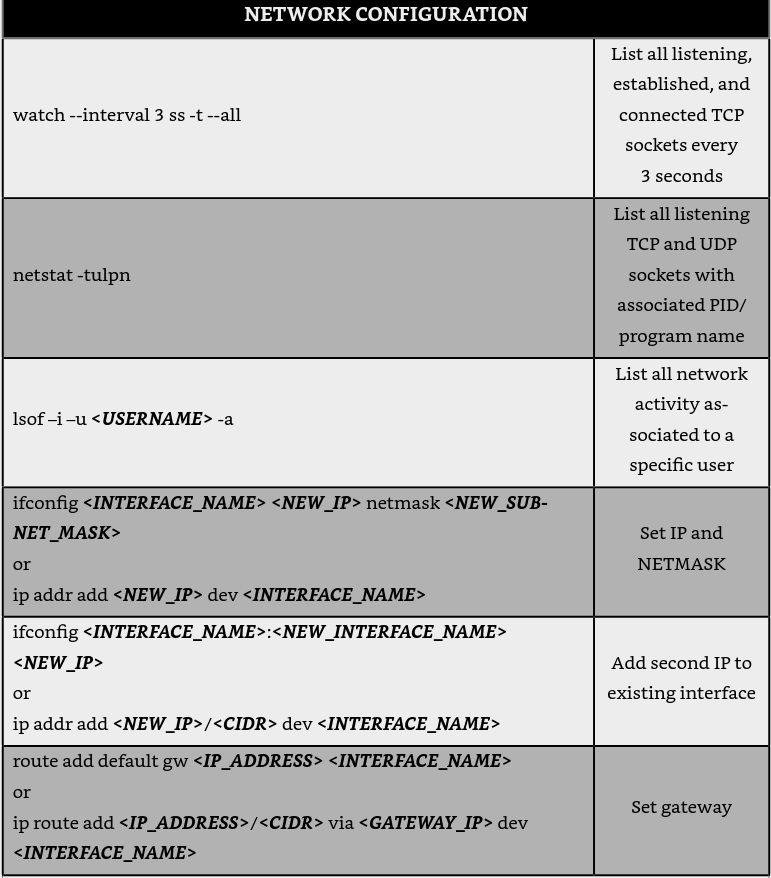 NETWORK CONFIGURATION
watch --interval 3 ss -t --all
List all listening,
established, and
connected TCP
sockets every
3 seconds
netstat -tulpn
List all listening
TCP and UDP
sockets with
associated PID/
program name
lsof –i –u <USERNAME> -a
List all network
activity as-
sociated to a
specific user
ifconfig <INTERFACE_NAME> <NEW_IP> netmask <NEW_SUB-
NET_MASK>
or
ip addr add <NEW_IP> dev <INTERFACE_NAME>
Set IP and
NETMASK
ifconfig <INTERFACE_NAME>:<NEW_INTERFACE_NAME>
<NEW_IP>
or
ip addr add <NEW_IP>/<CIDR> dev <INTERFACE_NAME>
Add second IP to
existing interface
route add default gw <IP_ADDRESS> <INTERFACE_NAME>
or
ip route add <IP_ADDRESS>/<CIDR> via <GATEWAY_IP> dev
<INTERFACE_NAME>
Set gateway